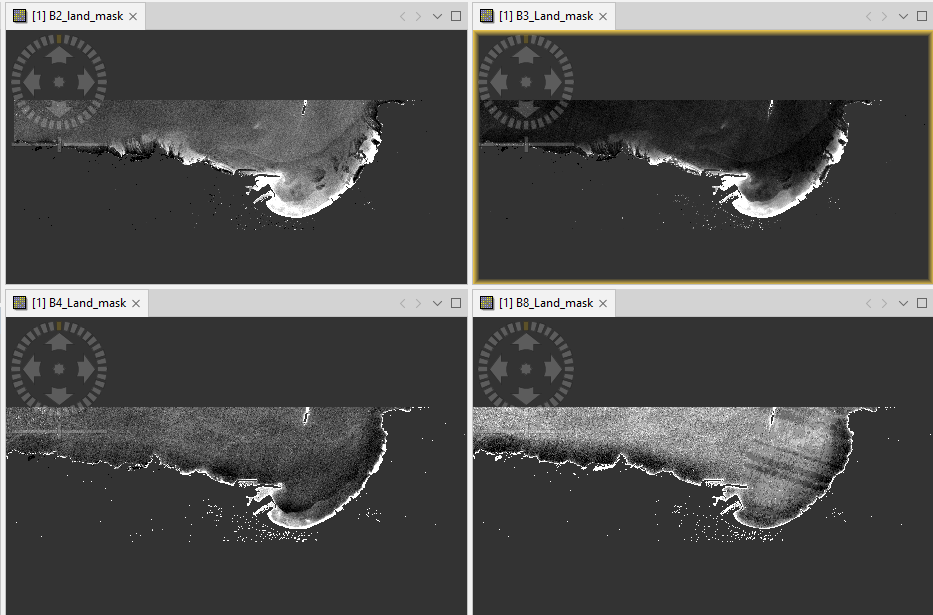 [1] B2_land_mask
[1] B3_Land_mask
[1] B4_Land_mask
[1] B8_Land_mask